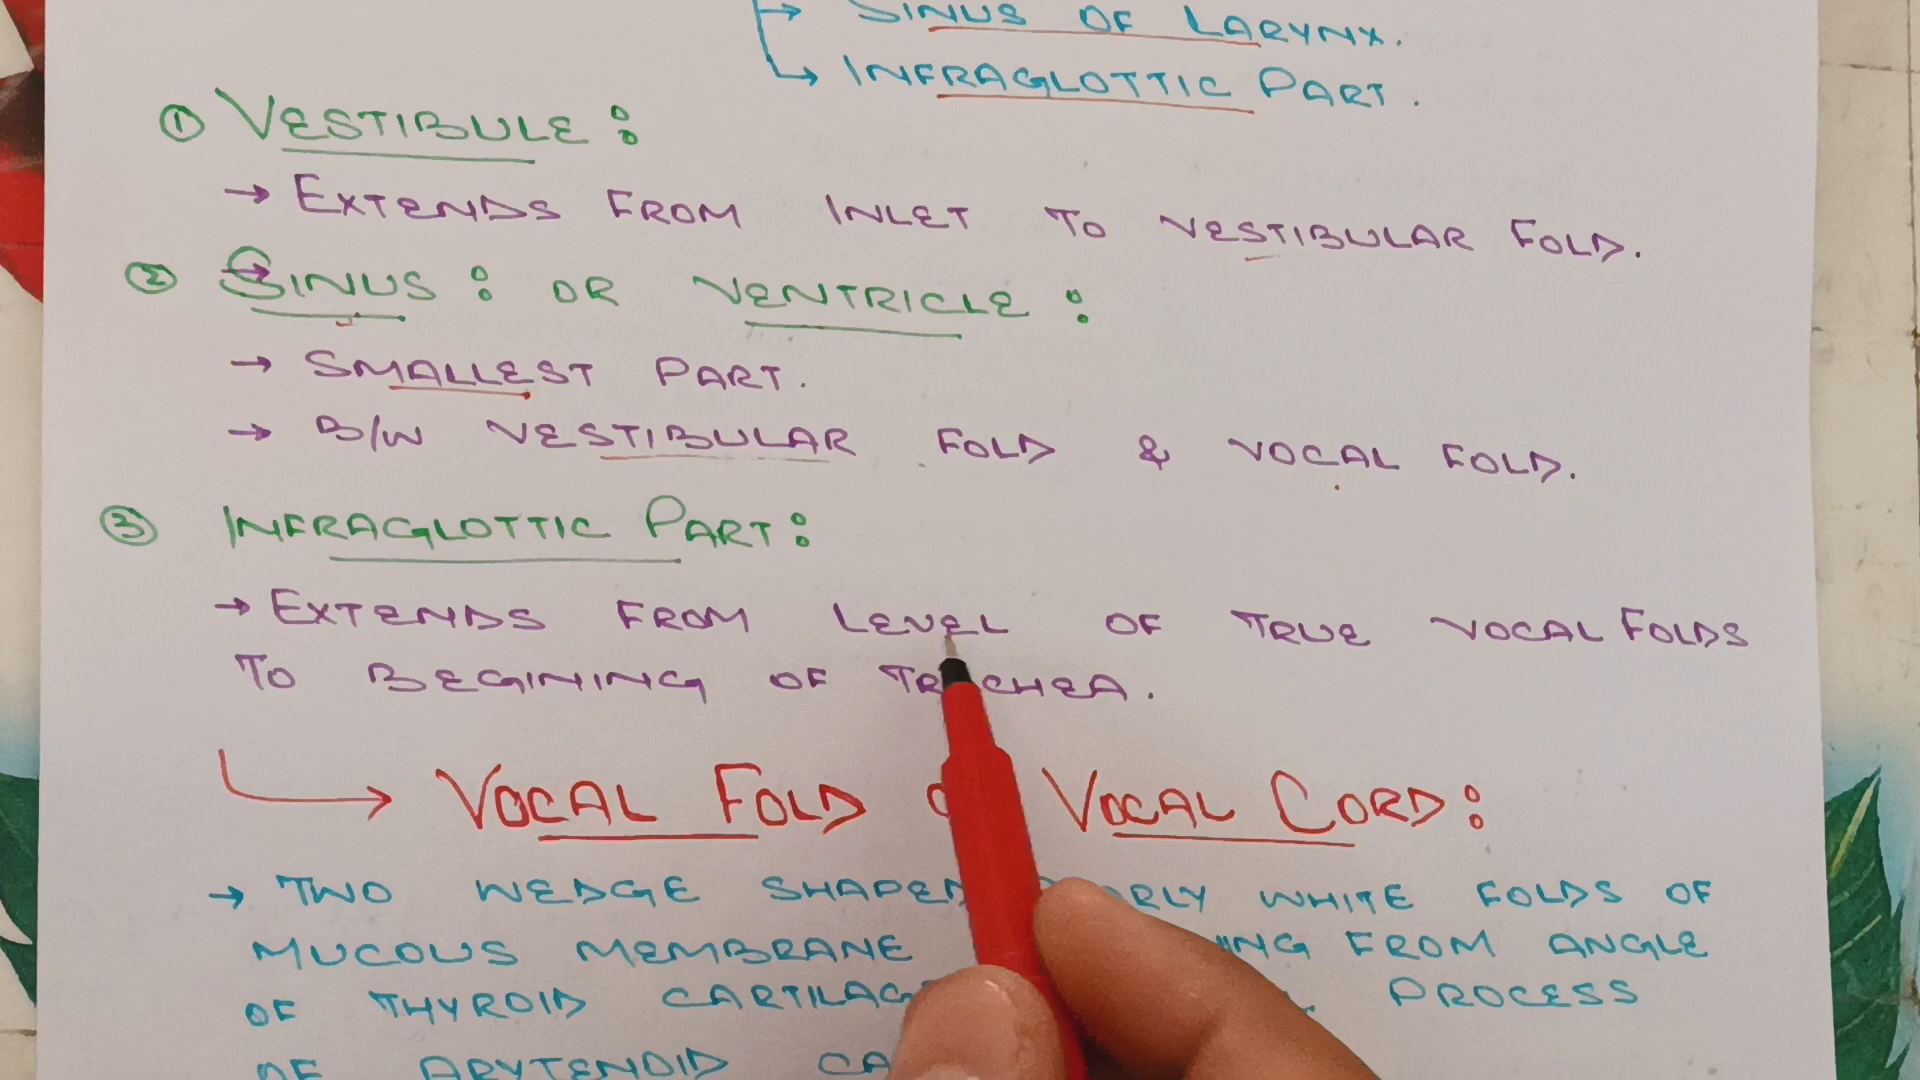 → SINUS OF LARYNX.
↳ INFRAGLOTTIC PART.
① VESTIBULE:
→ EXTENDS FROM INLET TO VESTIBULAR FOLD.
② SINUS: OR VENTRICLE:
→ SMALLEST PART.
→ B/W VESTIBULAR FOLD & VOCAL FOLD.
③ INFRAGLOTTIC PART:
→ EXTENDS FROM LEVEL OF TRUE VOCAL FOLDS
TO BEGINING OF TRACHEA.
↳ VOCAL FOLD VOCAL CORD:
→ TWO WEDGE SHAPED WHITE FOLDS OF
MUCOUS MEMBRANE FROM ANGLE
OF THYROID PROCESS
OF ARYTENOID